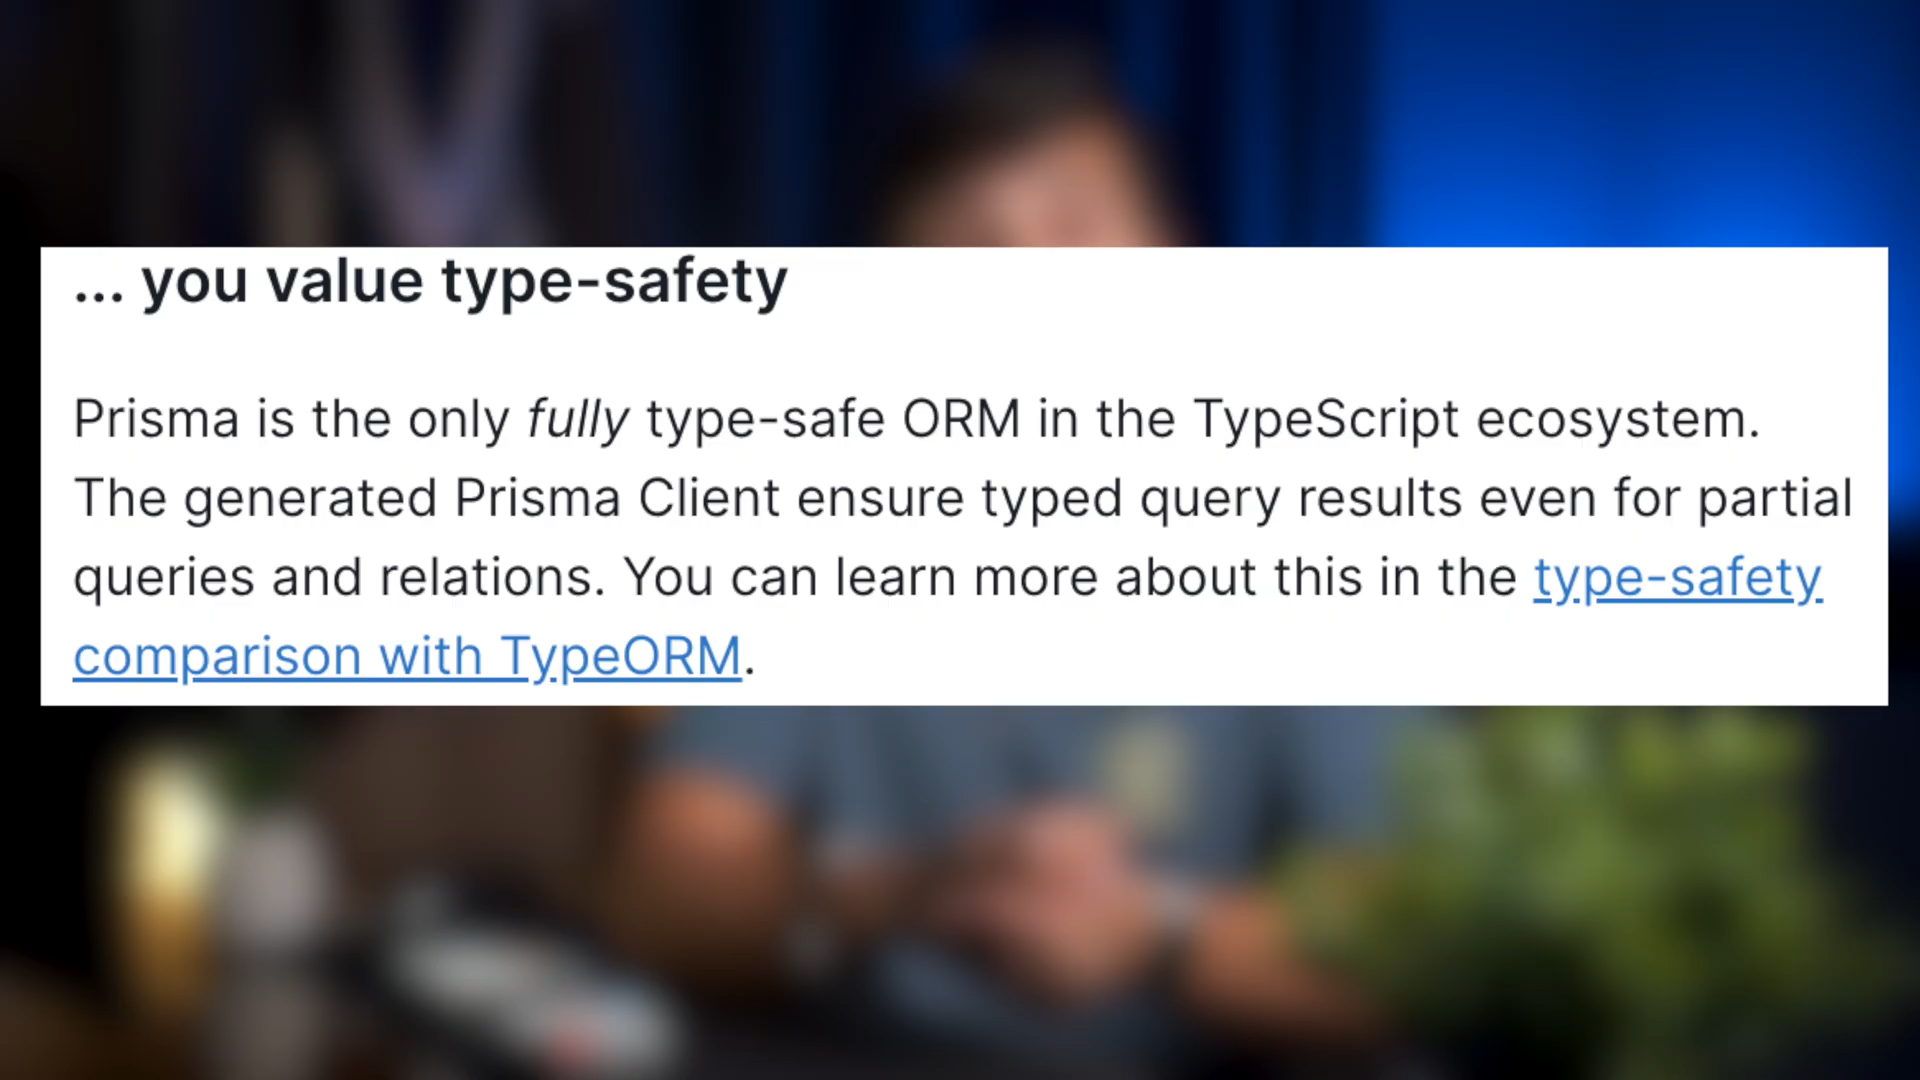 ... you value type-safety
Prisma is the only fully type-safe ORM in the TypeScript ecosystem.
The generated Prisma Client ensure typed query results even for partial
queries and relations. You can learn more about this in the type-safety
comparison with TypeORM.